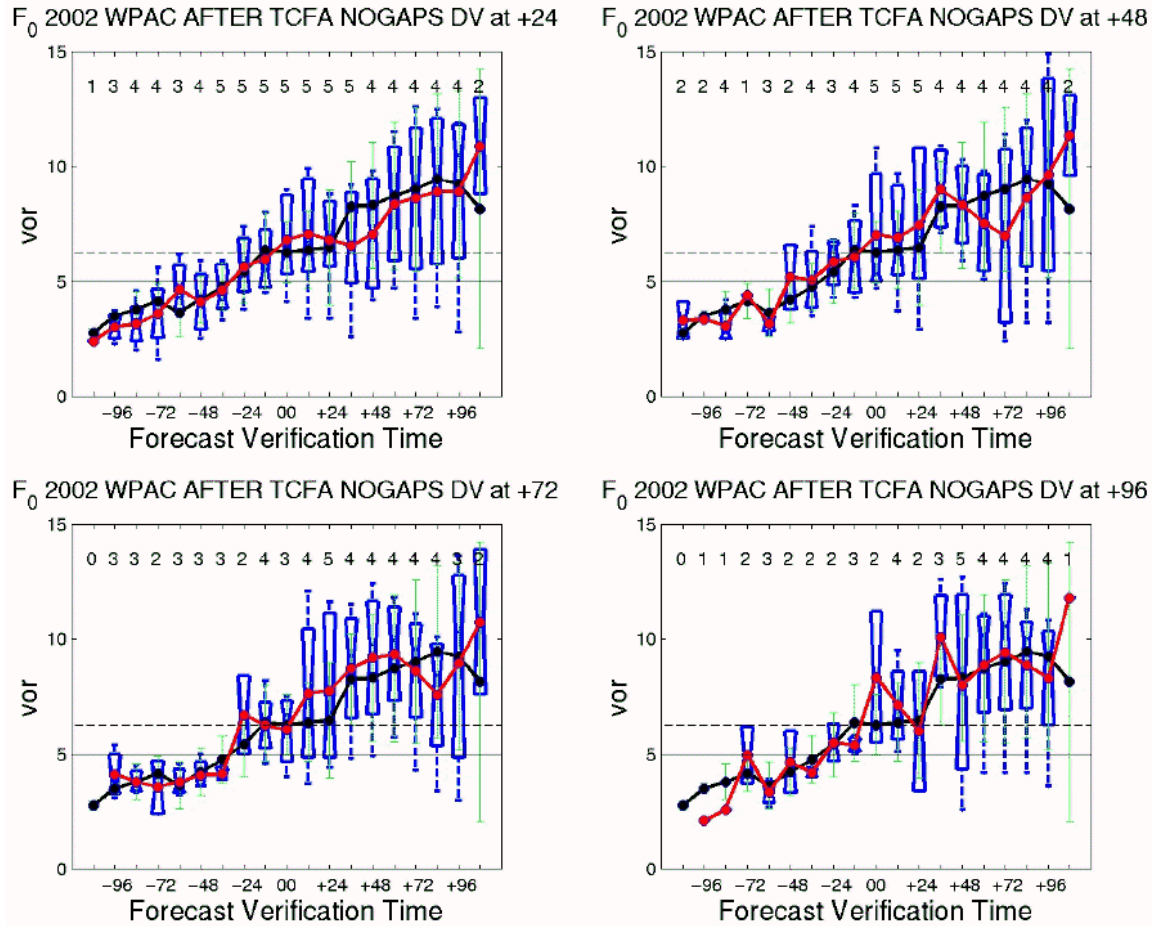 F0 2002 WPAC AFTER TCFA NOGAPS DV at +24
15
1 3 4 4 3 4 5 5 5 5 5 5 5 4 4 4 4 4 2
10
vor
5
0
−96 −72 −48 −24 00 +24 +48 +72 +96
Forecast Verification Time
F0 2002 WPAC AFTER TCFA NOGAPS DV at +48
15
2 2 4 1 3 4 4 4 4 5 5 5 4 4 4 4 4 4 2
10
vor
5
0
−96 −72 −48 −24 00 +24 +48 +72 +96
Forecast Verification Time
F0 2002 WPAC AFTER TCFA NOGAPS DV at +72
15
0 3 3 2 3 3 3 2 4 3 4 5 4 4 4 4 4 3 2
10
vor
5
0
−96 −72 −48 −24 00 +24 +48 +72 +96
Forecast Verification Time
F0 2002 WPAC AFTER TCFA NOGAPS DV at +96
15
0 1 1 2 3 2 2 2 3 2 4 2 3 5 4 4 4 4 1
10
vor
5
0
−96 −72 −48 −24 00 +24 +48 +72 +96
Forecast Verification Time